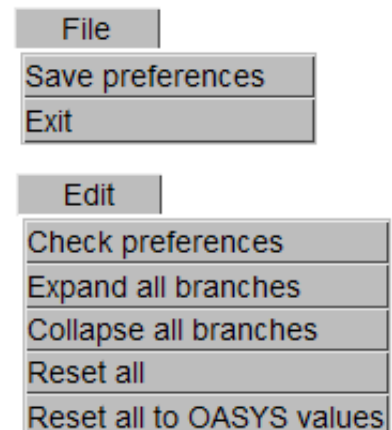 File
Save preferences
Exit
Edit
Check preferences
Expand all branches
Collapse all branches
Reset all
Reset all to OASYS values